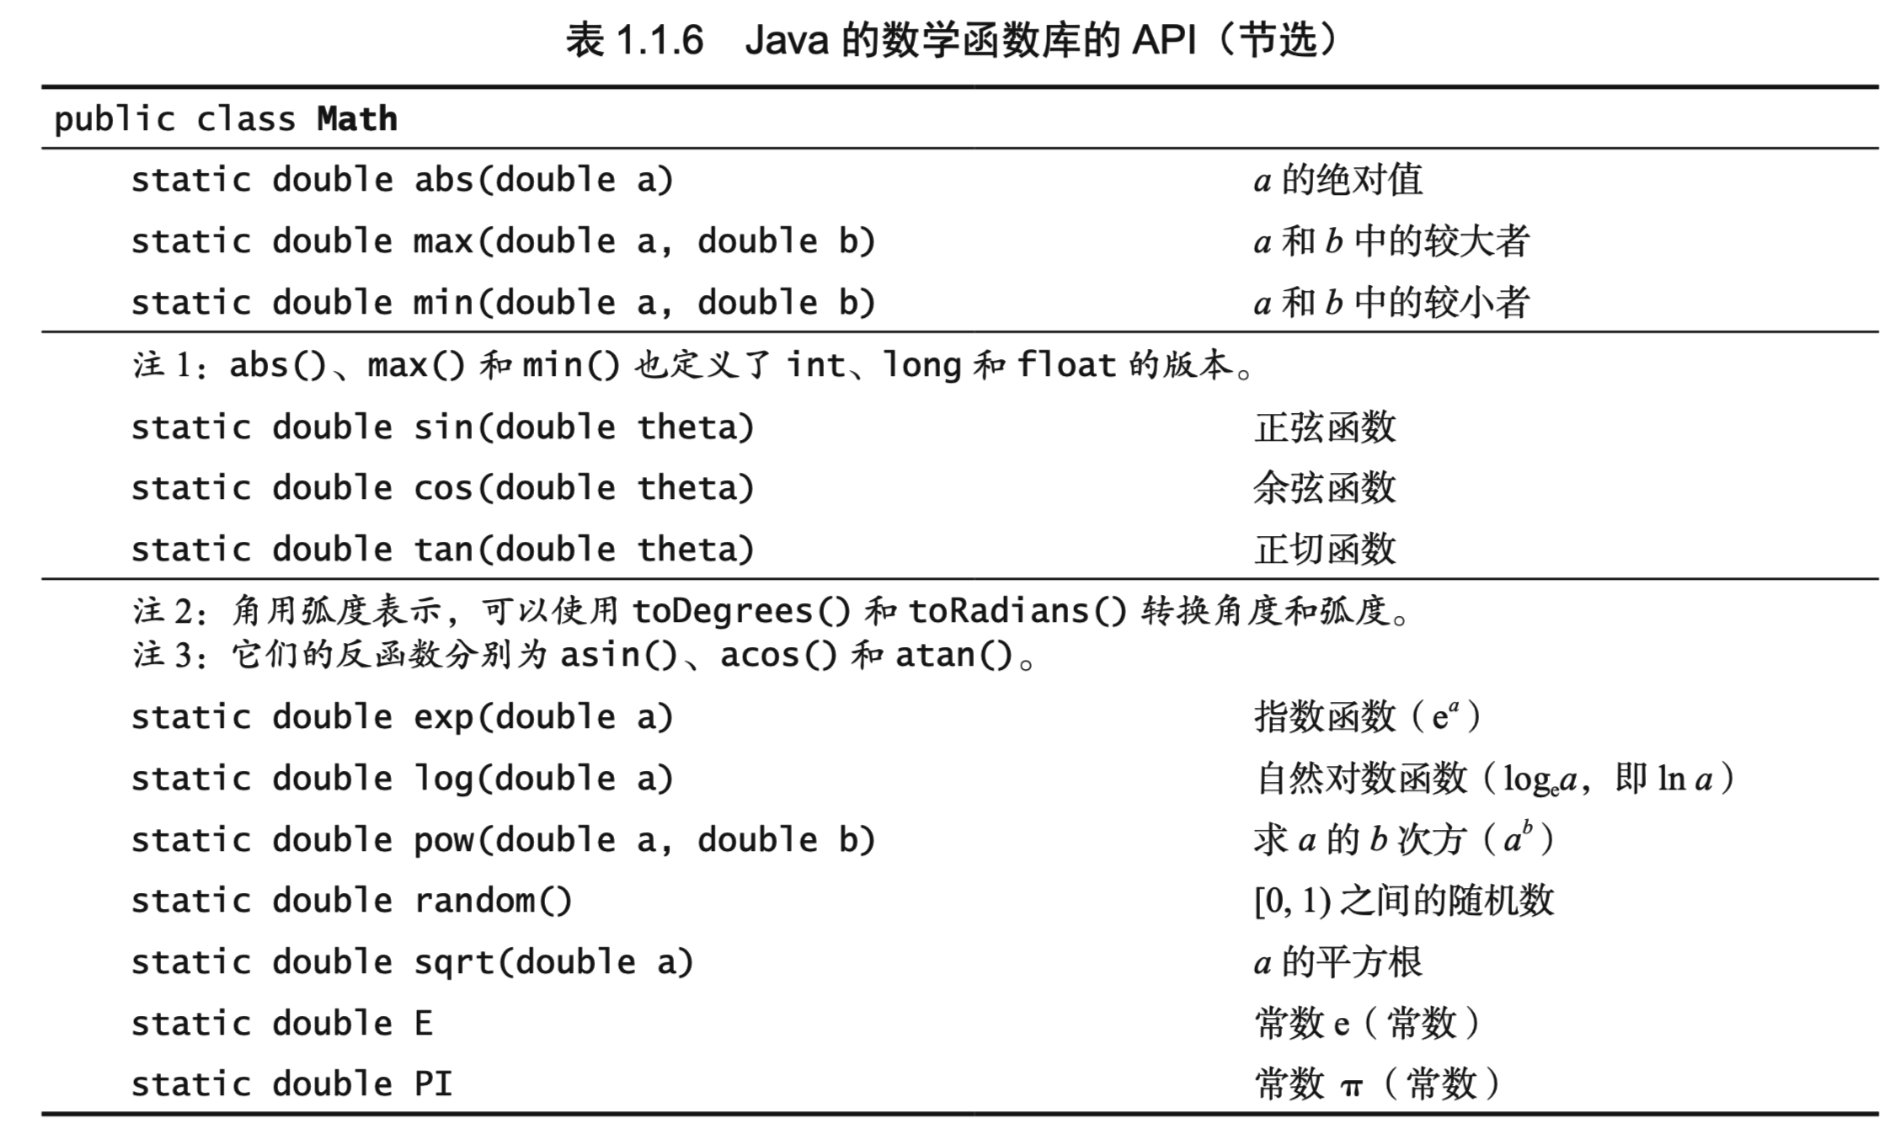 表 1.1.6 Java 的数学函数库的 API（节选）
public class Math
static double abs(double a) a 的绝对值
static double max(double a, double b) a 和 b 中的较大者
static double min(double a, double b) a 和 b 中的较小者
注 1：abs()、max() 和 min() 也定义了 int、long 和 float 的版本。
static double sin(double theta) 正弦函数
static double cos(double theta) 余弦函数
static double tan(double theta) 正切函数
注 2：角用弧度表示，可以使用 toDegrees() 和 toRadians() 转换角度和弧度。
注 3：它们的反函数分别为 asin()、acos() 和 atan()。
static double exp(double a) 指数函数（eᵃ）
static double log(double a) 自然对数函数（logₑa，即 ln a）
static double pow(double a, double b) 求 a 的 b 次方（aᵇ）
static double random() [0, 1) 之间的随机数
static double sqrt(double a) a 的平方根
static double E 常数 e（常数）
static double PI 常数 π（常数）